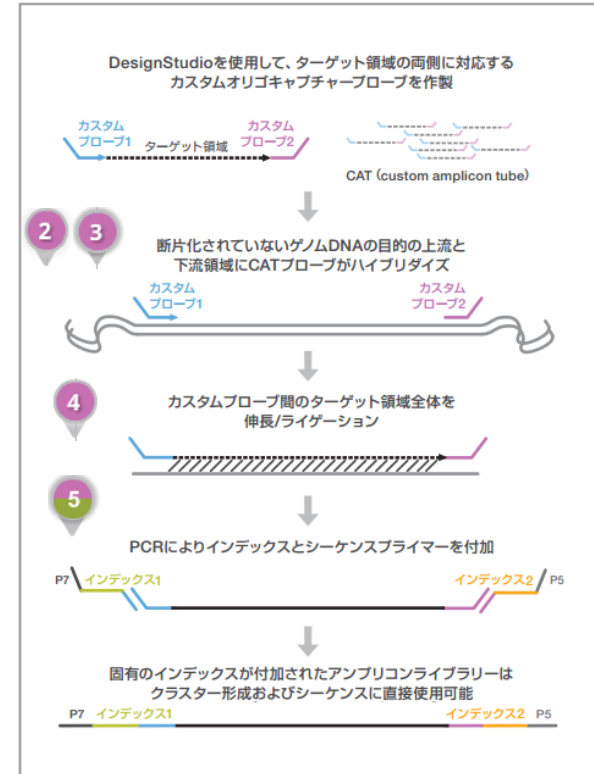 DesignStudioを使用して、ターゲット領域の両側に対応する
カスタムオリゴキャプチャープローブを作製
カスタム
プローブ1
ターゲット領域
カスタム
プローブ2
CAT (custom amplicon tube)
2
3
断片化されていないゲノムDNAの目的の上流と
下流領域にCATプローブがハイブリダイズ
カスタム
プローブ1
カスタム
プローブ2
4
カスタムプローブ間のターゲット領域全体を
伸長/ライゲーション
5
PCRによりインデックスとシーケンスプライマーを付加
P7
インデックス1
インデックス2
P5
固有のインデックスが付加されたアンプリコンライブラリーは
クラスター形成およびシーケンスに直接使用可能
P7
インデックス1
インデックス2
P5